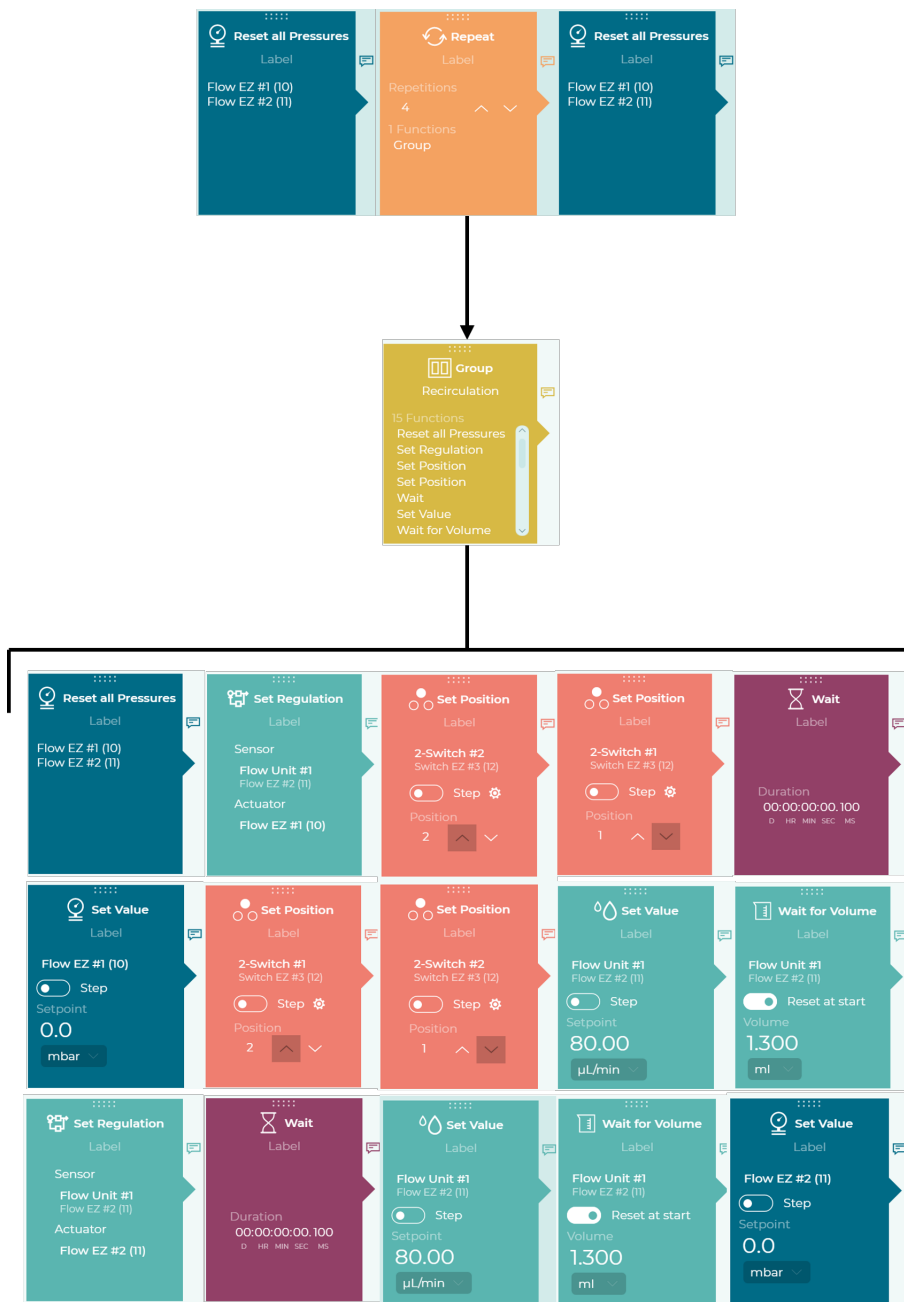 Reset all Pressures
Label
Flow EZ #1 (10)
Flow EZ #2 (11)
Repeat
Label
Repetitions
4
1 Functions
Group
Reset all Pressures
Label
Flow EZ #1 (10)
Flow EZ #2 (11)
Group
Recirculation
15 Functions
Reset all Pressures
Set Regulation
Set Position
Set Position
Wait
Set Value
Wait for Volume
Reset all Pressures
Label
Flow EZ #1 (10)
Flow EZ #2 (11)
Set Regulation
Label
Sensor
Flow Unit #1
Flow EZ #2 (11)
Actuator
Flow EZ #1 (10)
Set Position
Label
2-Switch #2
Switch EZ #3 (12)
Step
Position
2
Set Position
Label
2-Switch #1
Switch EZ #3 (12)
Step
Position
1
Wait
Label
Duration
00:00:00:00.100
D HR MIN SEC MS
Set Value
Label
Flow EZ #1 (10)
Step
Setpoint
0.0
mbar
Set Position
Label
2-Switch #1
Switch EZ #3 (12)
Step
Position
2
Set Position
Label
2-Switch #2
Switch EZ #3 (12)
Step
Position
1
Set Value
Label
Flow Unit #1
Flow EZ #2 (11)
Step
Setpoint
80.00
µL/min
Wait for Volume
Label
Flow Unit #1
Flow EZ #2 (11)
Reset at start
Volume
1.300
ml
Set Regulation
Label
Sensor
Flow Unit #1
Flow EZ #2 (11)
Actuator
Flow EZ #2 (11)
Wait
Label
Duration
00:00:00:00.100
D HR MIN SEC MS
Set Value
Label
Flow Unit #1
Flow EZ #2 (11)
Step
Setpoint
80.00
µL/min
Wait for Volume
Label
Flow Unit #1
Flow EZ #2 (11)
Reset at start
Volume
1.300
ml
Set Value
Label
Flow EZ #2 (11)
Step
Setpoint
0.0
mbar